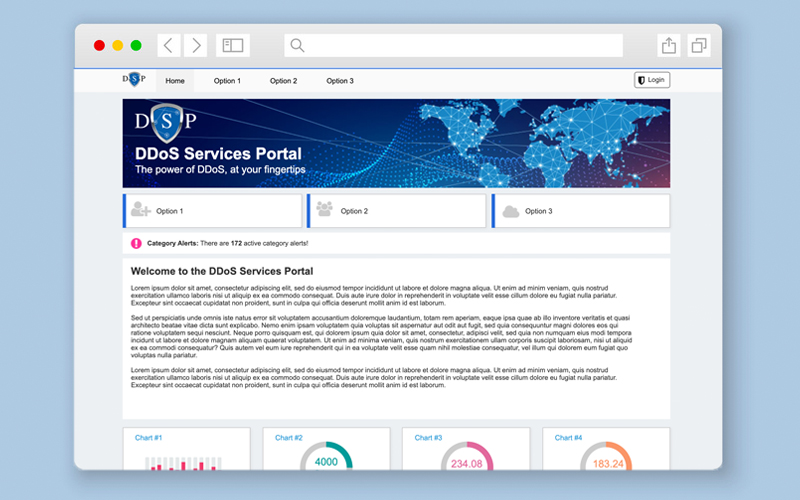 DSP Home Option 1 Option 2 Option 3 Login
DSP
DDoS Services Portal
The power of DDoS, at your fingertips
Option 1 Option 2 Option 3
Category Alerts: There are 172 active category alerts!
Welcome to the DDoS Services Portal
Lorem ipsum dolor sit amet, consectetur adipiscing elit, sed do eiusmod tempor incididunt ut labore et dolore magna aliqua. Ut enim ad minim veniam, quis nostrum
exercitation ullamco laboris nisi ut aliquip ex ea commodo consequat. Duis aute irure dolor in reprehenderit in voluptate velit esse cillum dolore eu fugiat nulla pariatur.
Excepteur sint occaecat cupidatat non proident, sunt in culpa qui officia deserunt mollit anim id est laborum.
Sed ut perspiciatis unde omnis iste natus error sit voluptatem accusantium doloremque laudantium, totam rem aperiam, eaque ipsa quae ab illo inventore veritatis et quasi
architecto beatae vitae dicta sunt explicabo. Nemo enim ipsam voluptatem quia voluptas sit aspernatur aut odit aut fugit, sed quia consequuntur magni dolores eos qui
ratione voluptatem sequi nesciunt. Neque porro quisquam est, qui dolorem ipsum quia dolor sit amet, consectetur, adipisci velit, sed quia non numquam eius modi tempora
incidunt ut labore et dolore magnam aliquam quaerat voluptatem. Ut enim ad minima veniam, quis nostrum exercitationem ullam corporis suscipit laboriosam, nisi ut aliquid
ex ea commodi consequatur? Quis autem vel eum iure reprehenderit qui in ea voluptate velit esse quam nihil molestiae consequatur, vel illum qui dolorem eum fugiat quo
voluptas nulla pariatur.
Lorem ipsum dolor sit amet, consectetur adipiscing elit, sed do eiusmod tempor incididunt ut labore et dolore magna aliqua. Ut enim ad minim veniam, quis nostrum
exercitation ullamco laboris nisi ut aliquip ex ea commodo consequat. Duis aute irure dolor in reprehenderit in voluptate velit esse cillum dolore eu fugiat nulla pariatur.
Excepteur sint occaecat cupidatat non proident, sunt in culpa qui officia deserunt mollit anim id est laborum.
Chart #1 Chart #2 Chart #3 Chart #4
4000 234.08 183.24